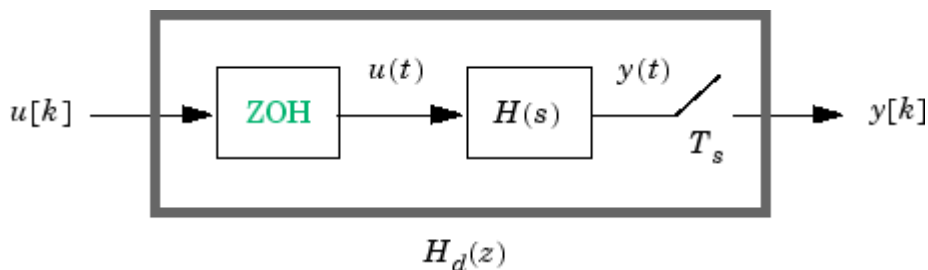 u(t) y(t)
u[k] ZOH H(s) y[k]
T_s
H_d(z)